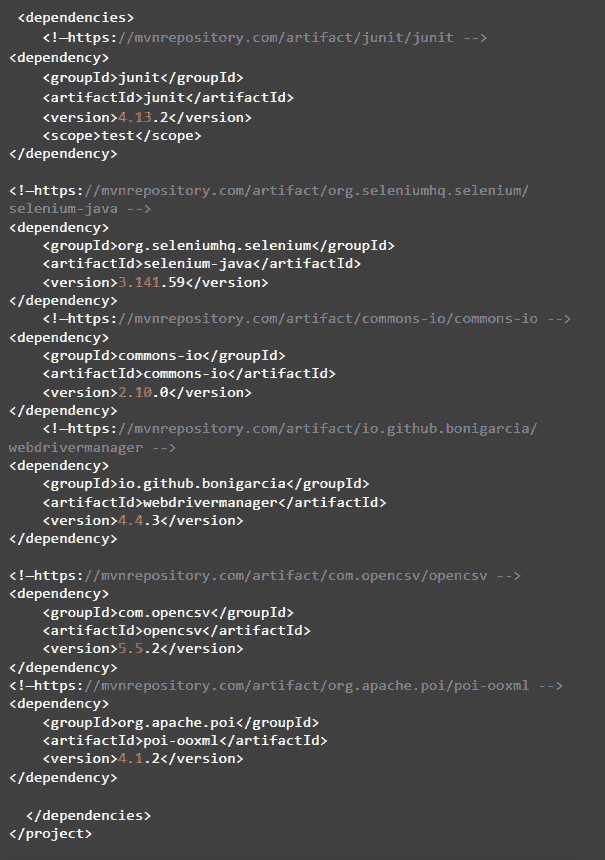 <dependencies>
<!—https://mvnrepository.com/artifact/junit/junit -->
<dependency>
<groupId>junit</groupId>
<artifactId>junit</artifactId>
<version>4.13.2</version>
<scope>test</scope>
</dependency>
<!—https://mvnrepository.com/artifact/org.seleniumhq.selenium/
selenium-java -->
<dependency>
<groupId>org.seleniumhq.selenium</groupId>
<artifactId>selenium-java</artifactId>
<version>3.141.59</version>
</dependency>
<!—https://mvnrepository.com/artifact/commons-io/commons-io -->
<dependency>
<groupId>commons-io</groupId>
<artifactId>commons-io</artifactId>
<version>2.10.0</version>
</dependency>
<!—https://mvnrepository.com/artifact/io.github.bonigarcia/
webdrivermanager -->
<dependency>
<groupId>io.github.bonigarcia</groupId>
<artifactId>webdrivermanager</artifactId>
<version>4.4.3</version>
</dependency>
<!—https://mvnrepository.com/artifact/com.opencsv/opencsv -->
<dependency>
<groupId>com.opencsv</groupId>
<artifactId>opencsv</artifactId>
<version>5.5.2</version>
</dependency>
<!—https://mvnrepository.com/artifact/org.apache.poi/poi-ooxml -->
<dependency>
<groupId>org.apache.poi</groupId>
<artifactId>poi-ooxml</artifactId>
<version>4.1.2</version>
</dependency>
</dependencies>
</project>